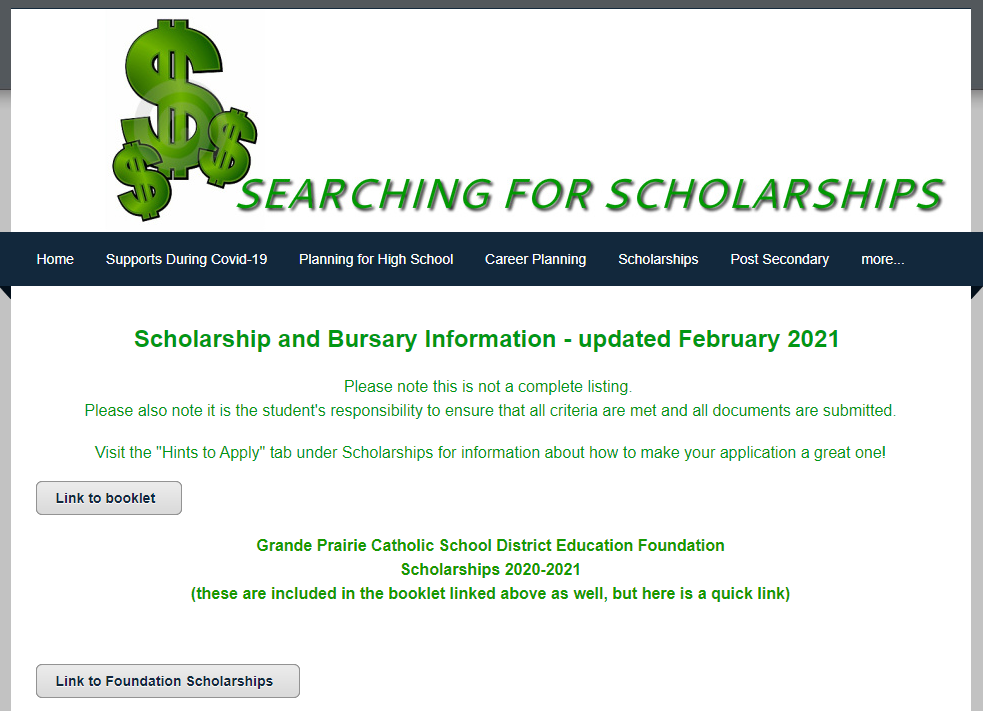 SEARCHING FOR SCHOLARSHIPS
Home Supports During Covid-19 Planning for High School Career Planning Scholarships Post Secondary more...
Scholarship and Bursary Information - updated February 2021
Please note this is not a complete listing.
Please also note it is the student's responsibility to ensure that all criteria are met and all documents are submitted.
Visit the "Hints to Apply" tab under Scholarships for information about how to make your application a great one!
Link to booklet
Grande Prairie Catholic School District Education Foundation
Scholarships 2020-2021
(these are included in the booklet linked above as well, but here is a quick link)
Link to Foundation Scholarships